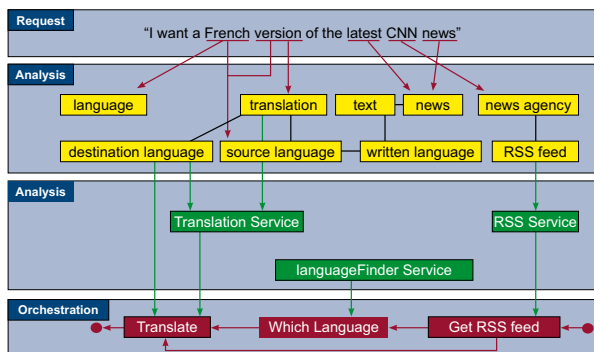 Request
“I want a French version of the latest CNN news”
Analysis
language translation text news news agency
destination language source language written language RSS feed
Analysis
Translation Service RSS Service
languageFinder Service
Orchestration
Translate Which Language Get RSS feed